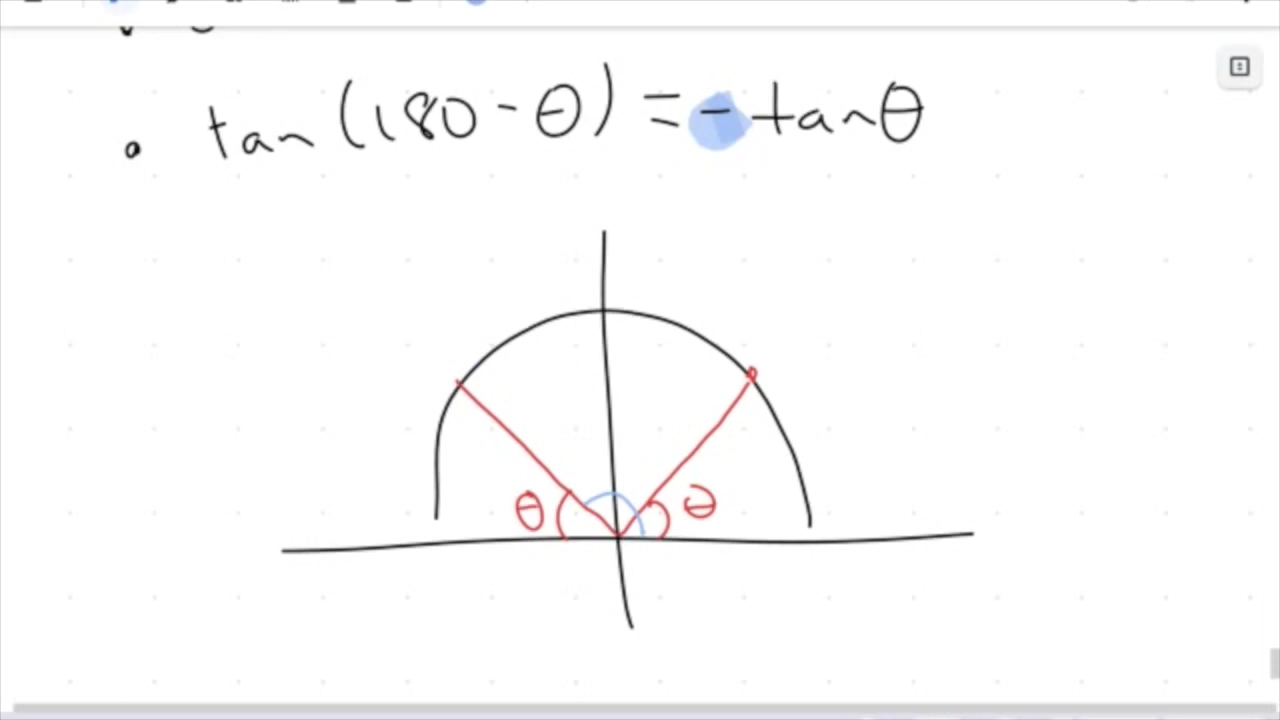 • tan(180-θ) = -tanθ
θ θ